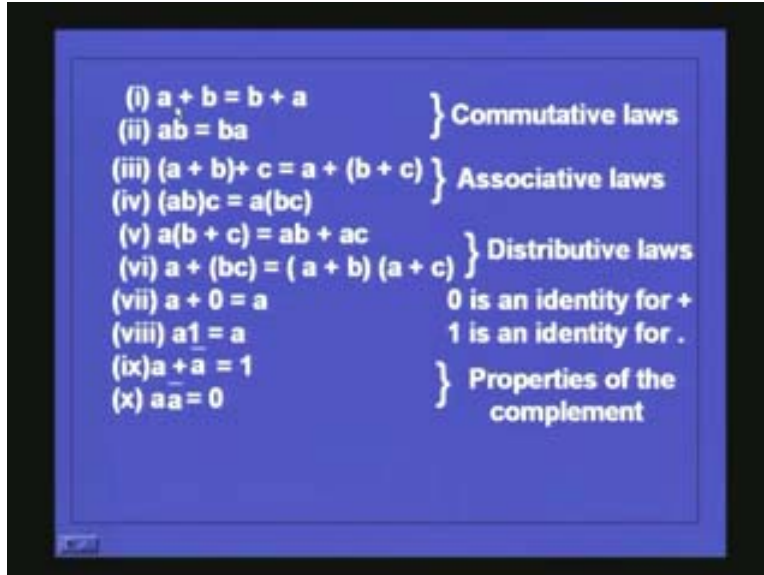 (i) a + b = b + a
(ii) ab = ba
} Commutative laws
(iii) (a + b)+ c = a + (b + c)
(iv) (ab)c = a(bc)
} Associative laws
(v) a(b + c) = ab + ac
(vi) a + (bc) = ( a + b) (a + c)
} Distributive laws
(vii) a + 0 = a 0 is an identity for +
(viii) a1 = a 1 is an identity for .
(ix)a + a̅ = 1
(x) aa̅ = 0
} Properties of the
complement